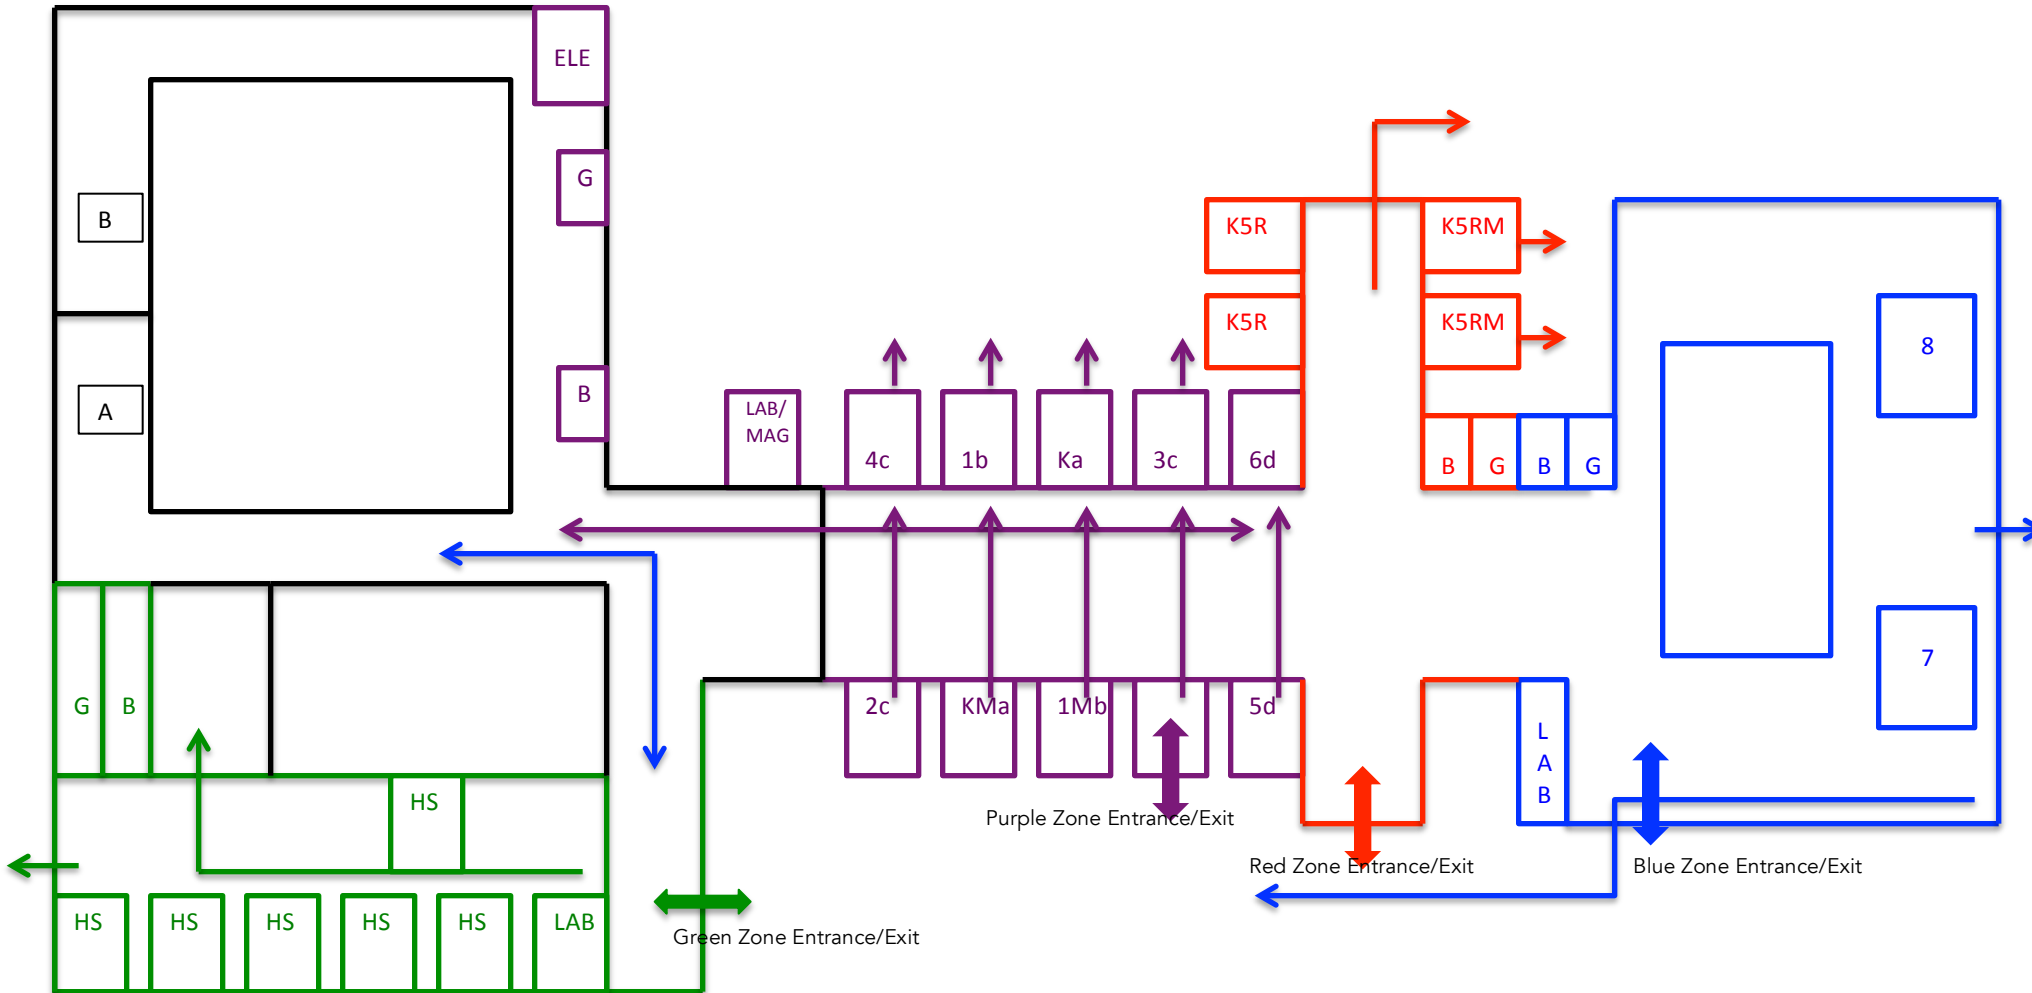 ELE
G
B
K5R
K5RM
K5R
K5RM
8
B
A
LAB/
MAG
4c
1b
Ka
3c
6d
B
G
B
G
7
G
B
2c
KMa
1Mb
5d
L
A
B
HS
Purple Zone Entrance/Exit
Red Zone Entrance/Exit
Blue Zone Entrance/Exit
HS
HS
HS
HS
HS
LAB
Green Zone Entrance/Exit